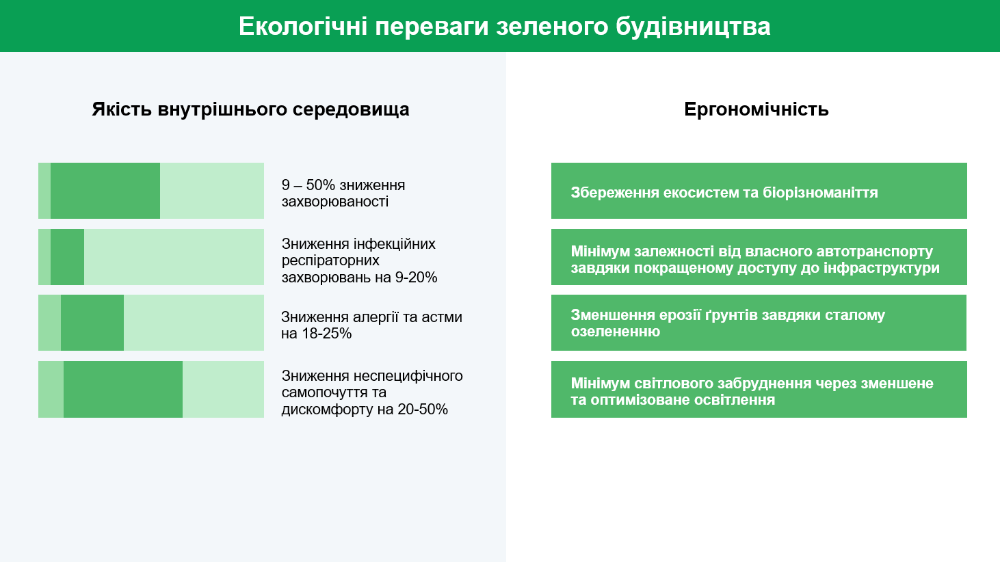 Екологічні переваги зеленого будівництва
Якість внутрішнього середовища
9 – 50% зниження
захворюваності
Зниження інфекційних
респіраторних
захворювань на 9-20%
Зниження алергії та астми
на 18-25%
Зниження неспецифічного
самопочуття та
дискомфорту на 20-50%
Ергономічність
Збереження екосистем та біорізноманіття
Мінімум залежності від власного автотранспорту
завдяки покращеному доступу до інфраструктури
Зменшення ерозії ґрунтів завдяки сталому
озелененню
Мінімум світлового забруднення через зменшене
та оптимізоване освітлення